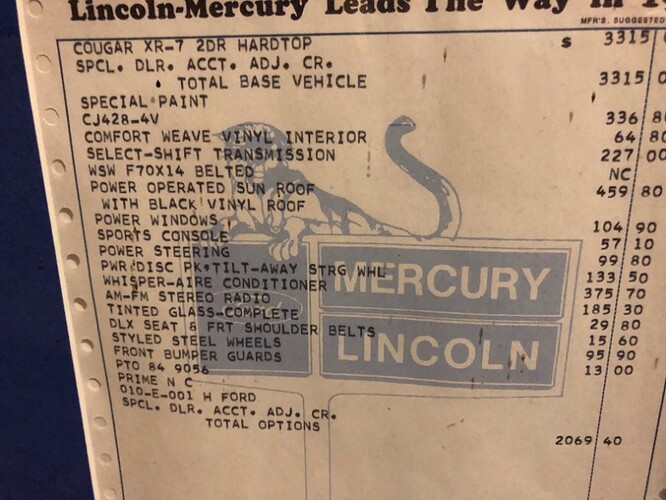 Lincoln-Mercury Leads The Way in
MFR'S. SUGGESTED
COUGAR XR-7 2DR HARDTOP $ 3315
SPCL. DLR. ACCT. ADJ. CR.
TOTAL BASE VEHICLE 3315
SPECIAL PAINT
CJ428-4V 336 80
COMFORT WEAVE VINYL INTERIOR 64 80
SELECT-SHIFT TRANSMISSION 227 00
WSW F70X14 BELTED NC
POWER OPERATED SUN ROOF 459 80
WITH BLACK VINYL ROOF
POWER WINDOWS 104 90
SPORTS CONSOLE 57 10
POWER STEERING 99 80
PWR DISC PK TILT-AWAY STRG WHL 133 50
WHISPER-AIRE CONDITIONER 375 70
AM-FM STEREO RADIO 185 30
TINTED GLASS-COMPLETE 29 80
DLX SEAT & FRT SHOULDER BELTS 15 60
STYLED STEEL WHEELS 95 90
FRONT BUMPER GUARDS 13 00
PTO 84 9056
PRIME N C
010-E-001 H FORD
SPCL. DLR. ACCT. ADJ. CR.
TOTAL OPTIONS 2069 40
MERCURY
LINCOLN